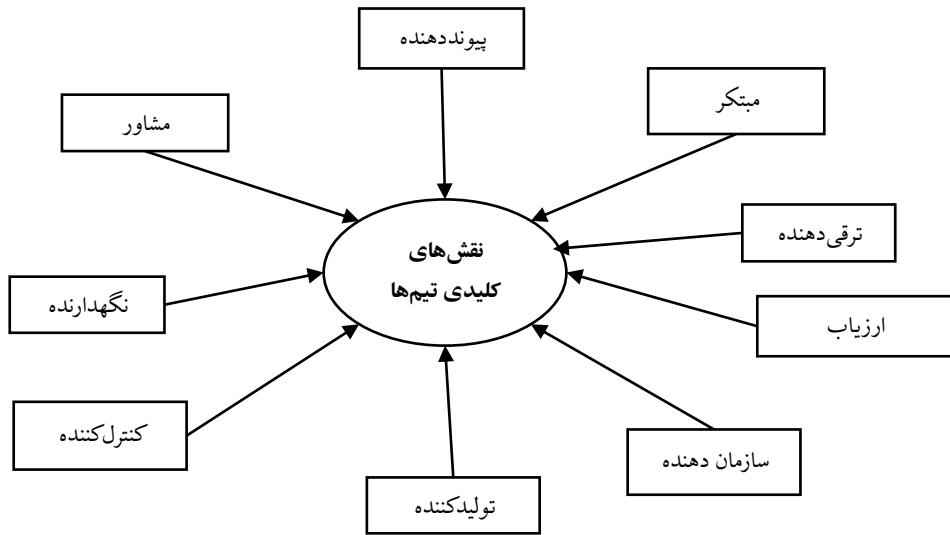 پیونددهنده
مبتکر
مشاور
ترقی‌دهنده
نقش‌های
کلیدی تیم‌ها
نگهدارنده
ارزیاب
کنترل‌کننده
سازمان دهنده
تولیدکننده